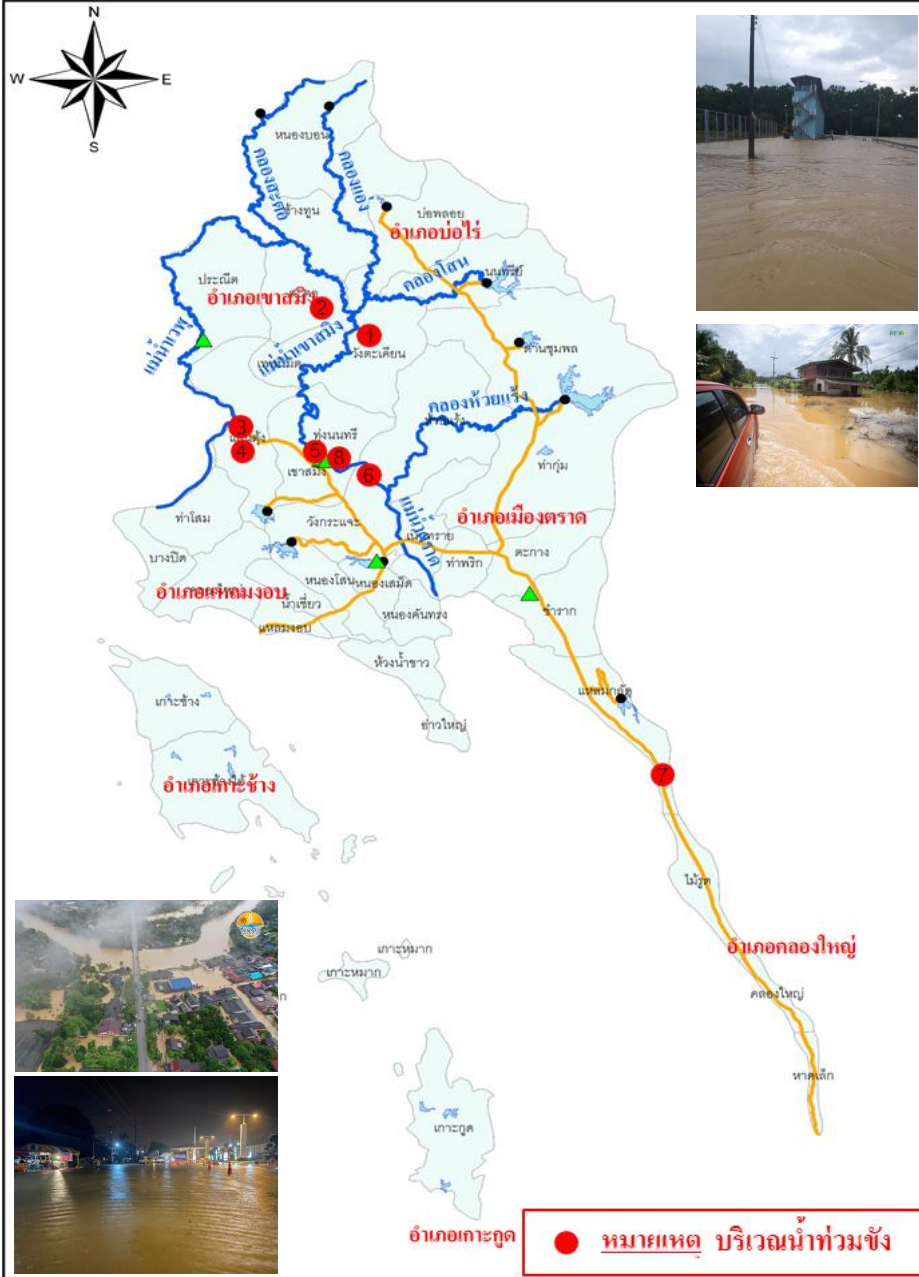 N
W
E
S
หนองบอน
คลองสะตอ
คลองแอง
ช้างทูน
บ่อพลอย
อำเภอบ่อไร่
คลองโสน
นนทรีย์
ประณีต
อำเภอเขาสมิง
2
1
แม่น้ำเวฬุ
แม่น้ำเขาสมิง
วังตะเคียน
ด่านชุมพล
คลองห้วยแร้ง
3
4
ทุ่งนนทรี
5
8
6
เขาสมิง
ท่ากุ่ม
ท่าโสม
วังกระแจะ
แม่น้ำตราด
อำเภอเมืองตราด
บางปิด
ท่าพริก
ตะกาง
หนองโสน
หนองเสม็ด
อำเภอแหลมงอบ
น้ำเชี่ยว
หนองคันทรง
ชำราก
แหลมงอบ
ห้วงน้ำขาว
เกาะช้าง
แหลมกลัด
อ่าวใหญ่
อำเภอเกาะช้าง
7
ไม้รูด
เกาะหมาก
เกาะหมาก
อำเภอคลองใหญ่
คลองใหญ่
หาดเล็ก
เกาะกูด
อำเภอเกาะกูด
หมายเหตุ บริเวณน้ำท่วมขัง